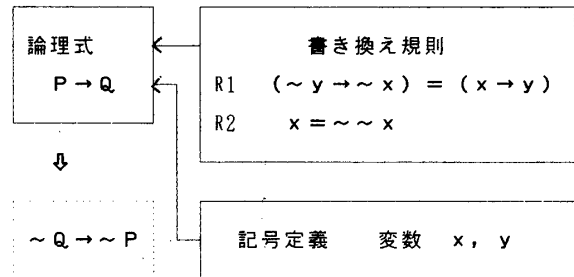 論理式
P→Q
⇩
~Q→~P
書き換え規則
R1 (~y→~x)=(x→y)
R2 x=~~x
記号定義 変数 x, y